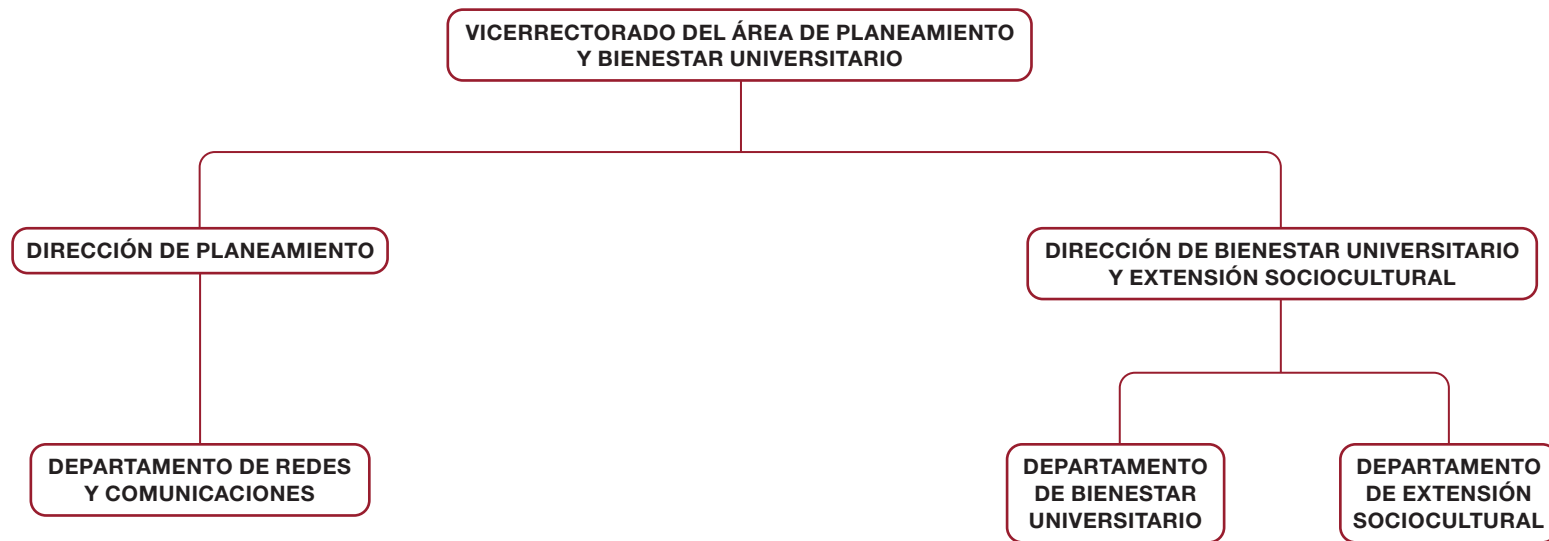 VICERRECTORADO DEL ÁREA DE PLANEAMIENTO
Y BIENESTAR UNIVERSITARIO
DIRECCIÓN DE PLANEAMIENTO
DIRECCIÓN DE BIENESTAR UNIVERSITARIO
Y EXTENSIÓN SOCIOCULTURAL
DEPARTAMENTO DE REDES
Y COMUNICACIONES
DEPARTAMENTO
DE BIENESTAR
UNIVERSITARIO
DEPARTAMENTO
DE EXTENSIÓN
SOCIOCULTURAL